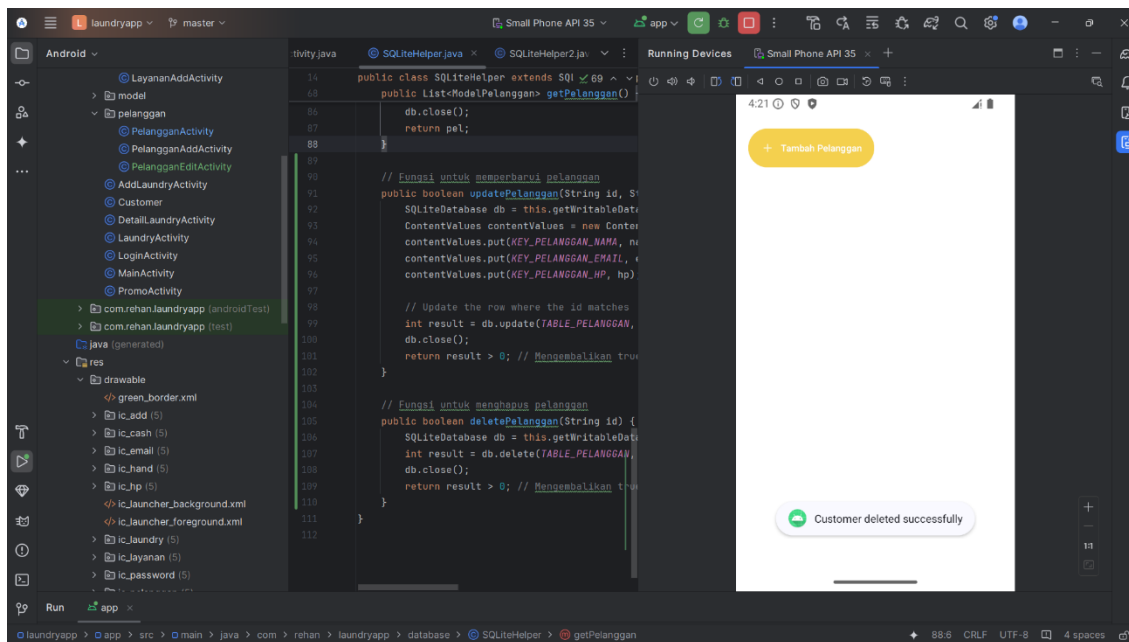 L laundryapp master Small Phone API 35 app
Android
LayananAddActivity
model
pelanggan
PelangganActivity
PelangganAddActivity
PelangganEditActivity
AddLaundryActivity
Customer
DetailLaundryActivity
LaundryActivity
LoginActivity
MainActivity
PromoActivity
com.rehan.laundryapp (androidTest)
com.rehan.laundryapp (test)
java (generated)
res
drawable
green_border.xml
ic_add (5)
ic_cash (5)
ic_email (5)
ic_hand (5)
ic_hp (5)
ic_launcher_background.xml
ic_launcher_foreground.xml
ic_laundry (5)
ic_layanan (5)
ic_password (5)
:tivity.java SQLiteHelper.java SQLiteHelper2.jav
14 public class SQLiteHelper extends SQl 69
68 public List<ModelPelanggan> getPelanggan() {
86 db.close();
87 return pel;
88 }
89
90 // Fungsi untuk memperbarui pelanggan
91 public boolean updatePelanggan(String id, St
92 SQLiteDatabase db = this.getWritableData
93 ContentValues contentValues = new Conten
94 contentValues.put(KEY_PELANGGAN_NAMA, na
95 contentValues.put(KEY_PELANGGAN_EMAIL, e
96 contentValues.put(KEY_PELANGGAN_HP, hp)
97
98 // Update the row where the id matches
99 int result = db.update(TABLE_PELANGGAN,
100 db.close();
101 return result > 0; // Mengembalikan true
102 }
103
104 // Fungsi untuk menghapus pelanggan
105 public boolean deletePelanggan(String id) {
106 SQLiteDatabase db = this.getWritableData
107 int result = db.delete(TABLE_PELANGGAN,
108 db.close();
109 return result > 0; // Mengembalikan true
110 }
111 }
112
Running Devices Small Phone API 35
4:21
+ Tambah Pelanggan
Customer deleted successfully
1:1
Run app
laundryapp > app > src > main > java > com > rehan > laundryapp > database > SQLiteHelper > getPelanggan 88:6 CRLF UTF-8 4 spaces